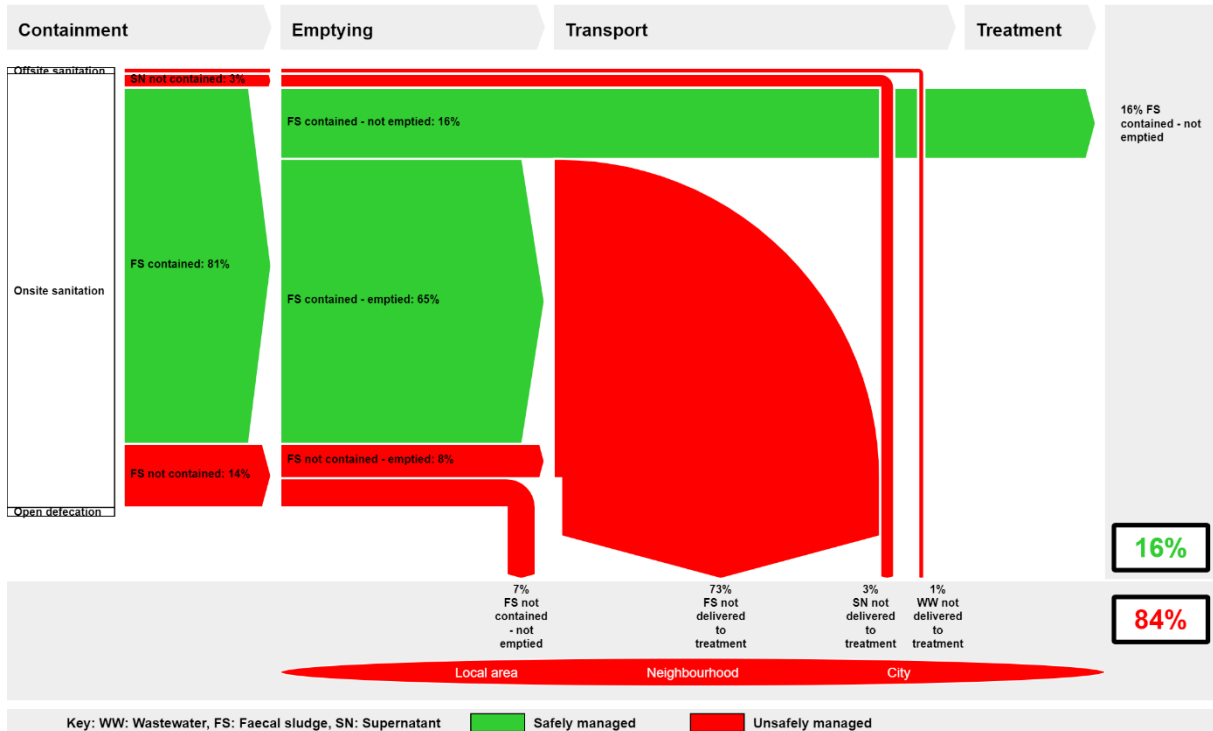 Containment
Emptying
Transport
Treatment
Offsite sanitation
SN not contained: 3%
FS contained - not emptied: 16%
16% FS
contained - not
emptied
FS contained: 81%
Onsite sanitation
FS contained - emptied: 65%
FS not contained - emptied: 8%
FS not contained: 14%
Open defecation
16%
7%
FS not
contained
- not
emptied
73%
FS not
delivered
to
treatment
3%
SN not
delivered
to
treatment
1%
WW not
delivered
to
treatment
84%
Local area
Neighbourhood
City
Key: WW: Wastewater, FS: Faecal sludge, SN: Supernatant
Safely managed
Unsafely managed